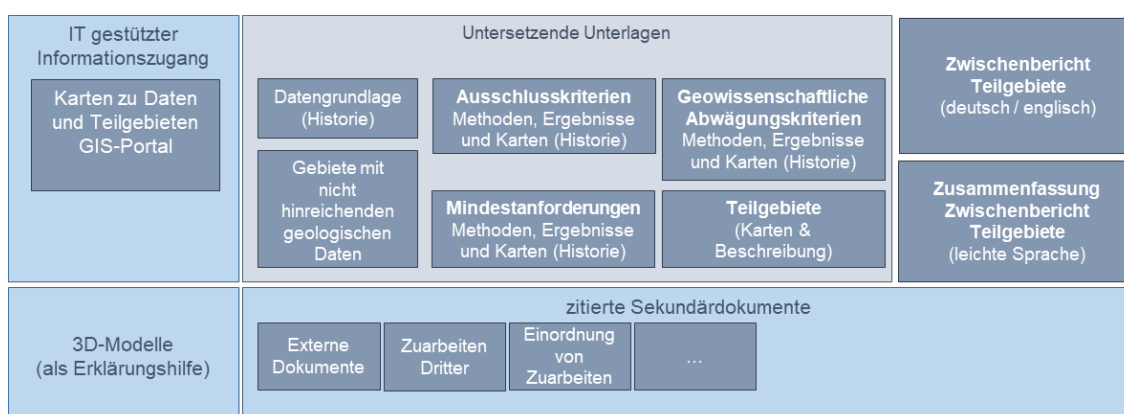 IT gestützter
Informationszugang
Karten zu Daten
und Teilgebieten
GIS-Portal
Untersetzende Unterlagen
Datengrundlage
(Historie)
Gebiete mit
nicht
hinreichenden
geologischen
Daten
Ausschlusskriterien
Methoden, Ergebnisse
und Karten (Historie)
Mindestanforderungen
Methoden, Ergebnisse
und Karten (Historie)
Geowissenschaftliche
Abwägungskriterien
Methoden, Ergebnisse
und Karten (Historie)
Teilgebiete
(Karten &
Beschreibung)
Zwischenbericht
Teilgebiete
(deutsch / englisch)
Zusammenfassung
Zwischenbericht
Teilgebiete
(leichte Sprache)
3D-Modelle
(als Erklärungshilfe)
zitierte Sekundärdokumente
Externe
Dokumente
Zuarbeiten
Dritter
Einordnung
von
Zuarbeiten
…